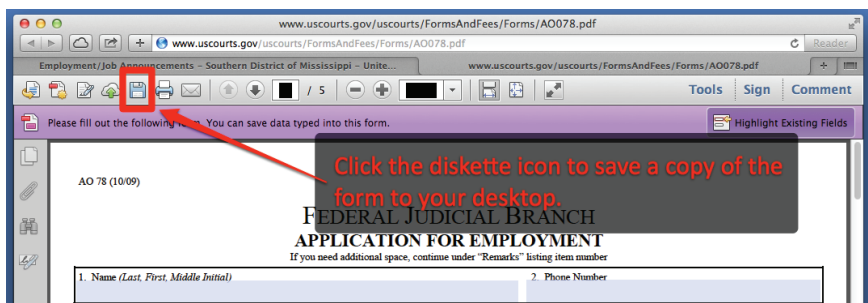 www.uscourts.gov/uscourts/FormsAndFees/Forms/AO078.pdf
www.uscourts.gov/uscourts/FormsAndFees/Forms/AO078.pdf
Reader
Employment/Job Announcements – Southern District of Mississippi – Unite...
www.uscourts.gov/uscourts/FormsAndFees/Forms/AO078.pdf
/ 5
Tools Sign Comment
Please fill out the following form. You can save data typed into this form.
Highlight Existing Fields
Click the diskette icon to save a copy of the
form to your desktop.
AO 78 (10/09)
FEDERAL JUDICIAL BRANCH
APPLICATION FOR EMPLOYMENT
If you need additional space, continue under “Remarks” listing item number
1. Name (Last, First, Middle Initial)
2. Phone Number